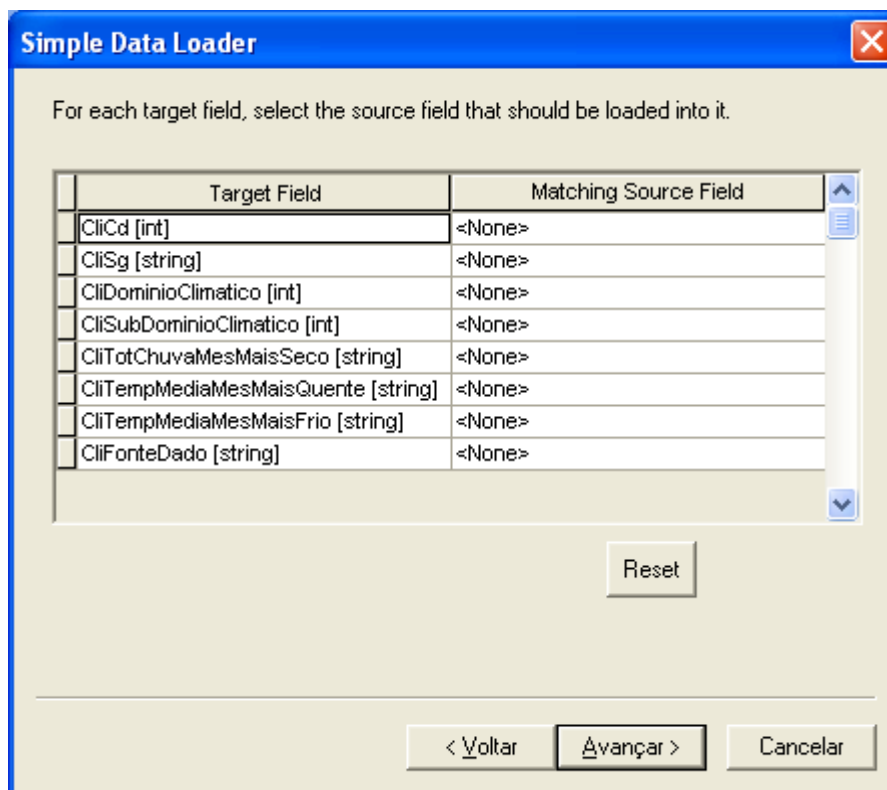 Simple Data Loader
For each target field, select the source field that should be loaded into it.
Target Field Matching Source Field
CliCd [int] <None>
CliSg [string] <None>
CliDominioClimatico [int] <None>
CliSubDominioClimatico [int] <None>
CliTotChuvaMesMaisSeco [string] <None>
CliTempMediaMesMaisQuente [string] <None>
CliTempMediaMesMaisFrio [string] <None>
CliFonteDado [string] <None>
Reset
< Voltar Avançar > Cancelar